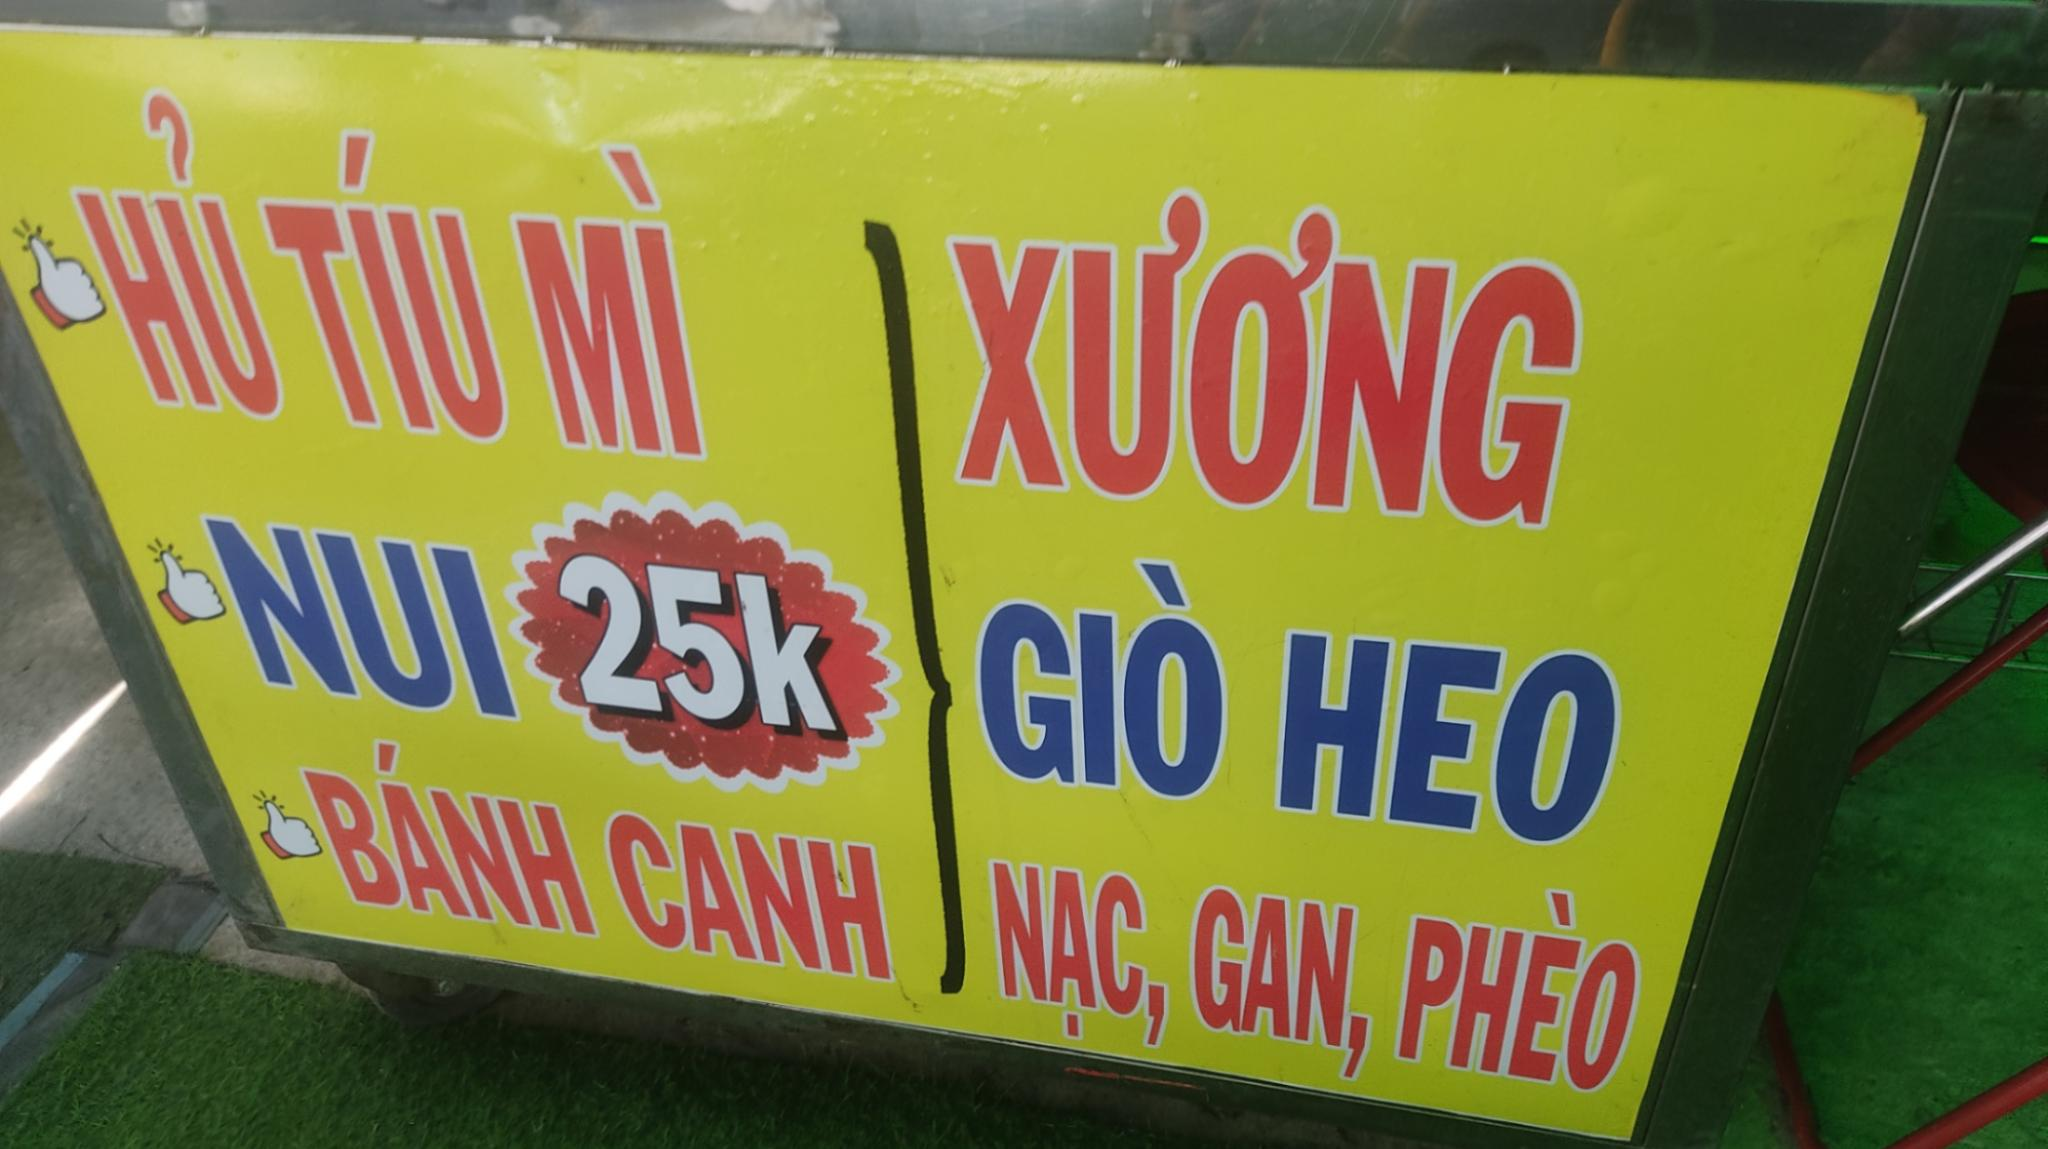 HỦ TÍU MÌ
NUI 25k
BÁNH CANH
XƯƠNG
GIÒ HEO
NẠC, GAN, PHÈO